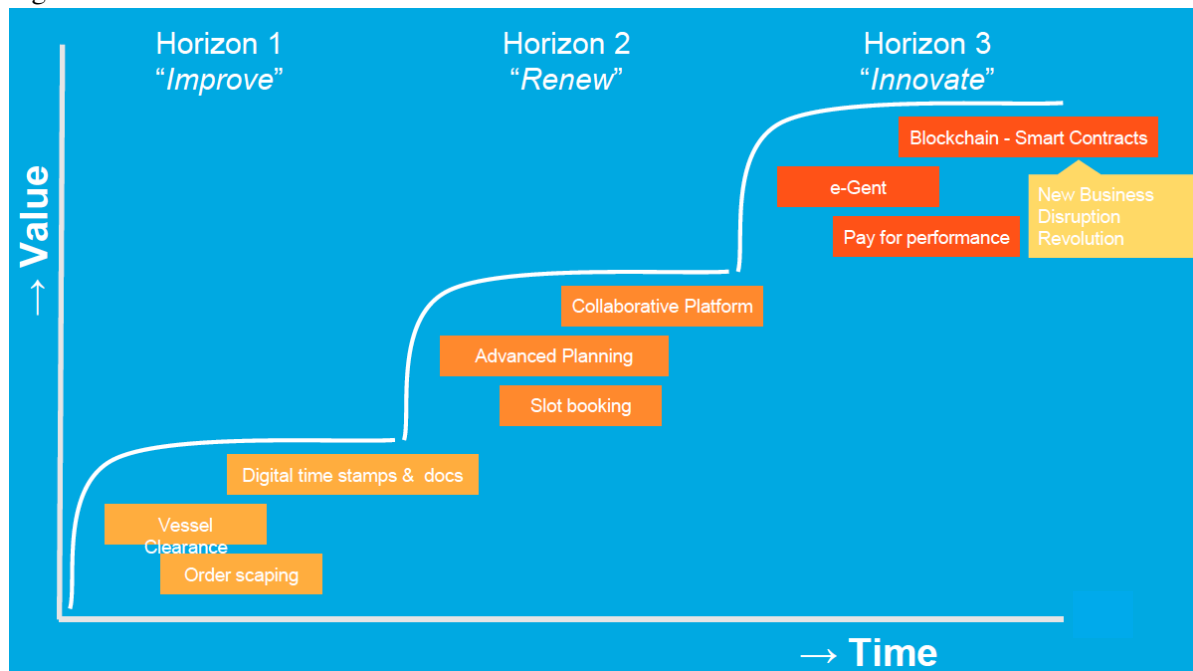 Horizon 1
“Improve”
Horizon 2
“Renew”
Horizon 3
“Innovate”
→ Value
Blockchain - Smart Contracts
e-Gent
Pay for performance
New Business
Disruption
Revolution
Collaborative Platform
Advanced Planning
Slot booking
Digital time stamps & docs
Vessel
Clearance
Order scaping
→ Time